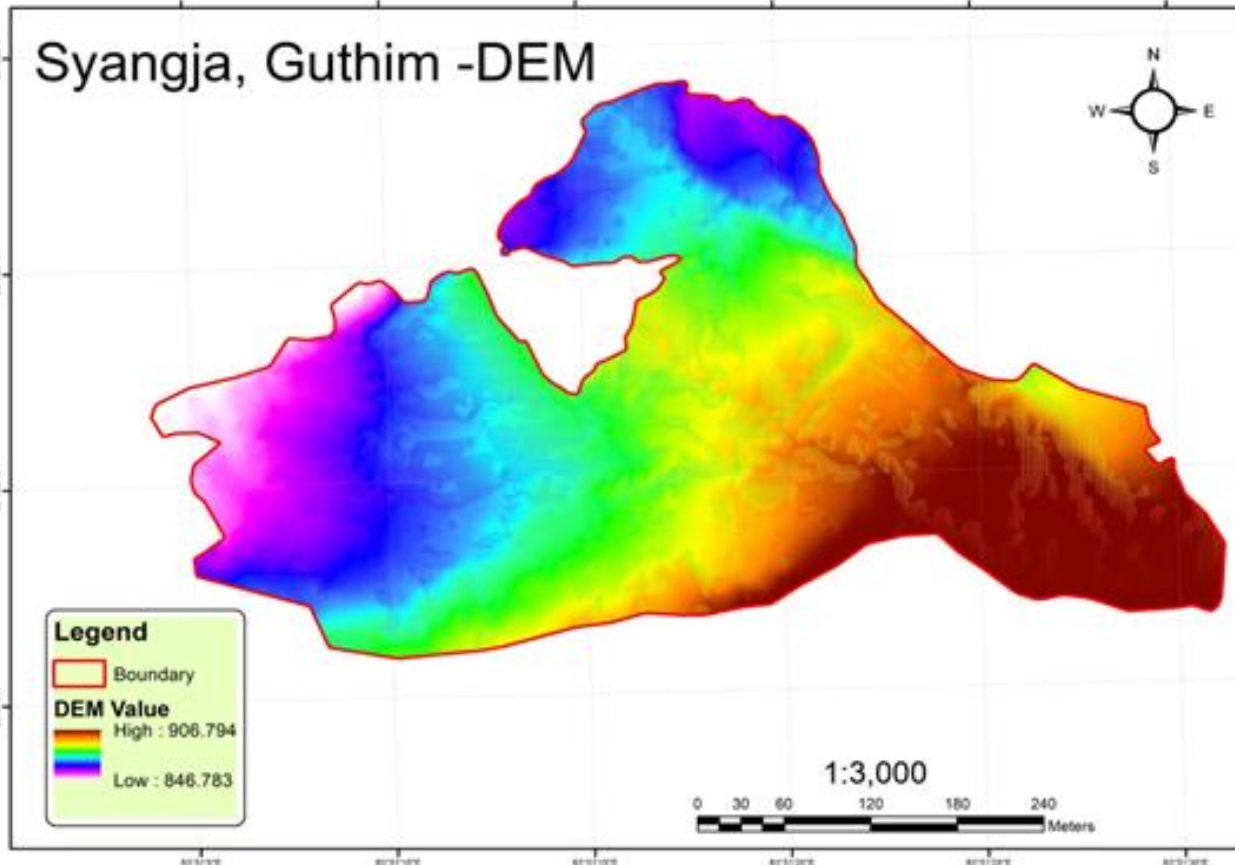 Syangja, Guthim -DEM
N
W E
S
Legend
Boundary
DEM Value
High : 906.794
Low : 846.783
1:3,000
0 30 60 120 180 240
Meters